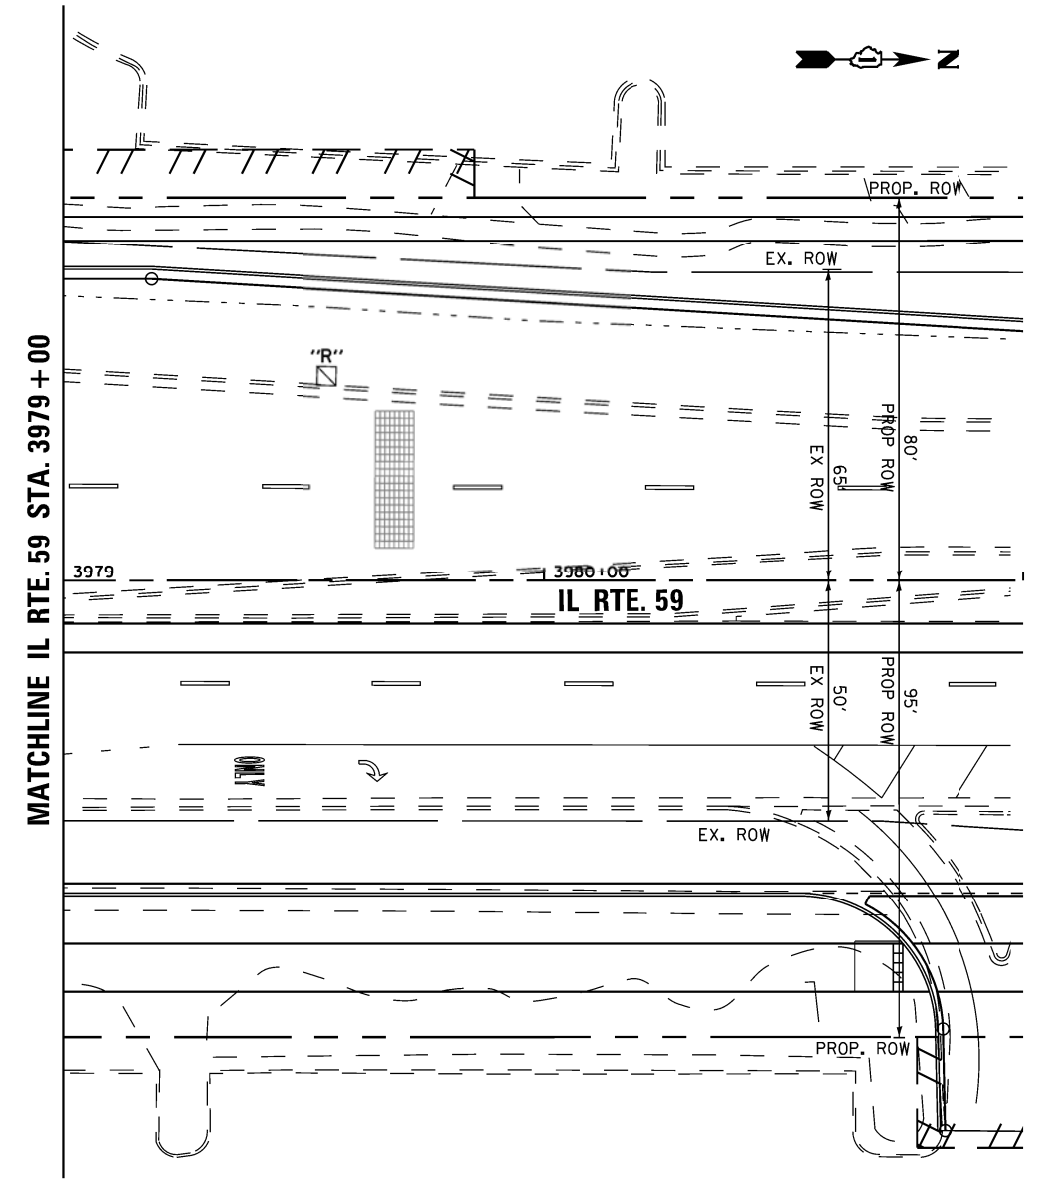 N
PROP. ROW
EX. ROW
"R"
80'
PROP ROW
65'
EX ROW
MATCHLINE IL RTE. 59 STA. 3979 + 00
3979
3980+00
IL RTE. 59
50'
EX ROW
95'
PROP ROW
ONLY
EX. ROW
PROP. ROW